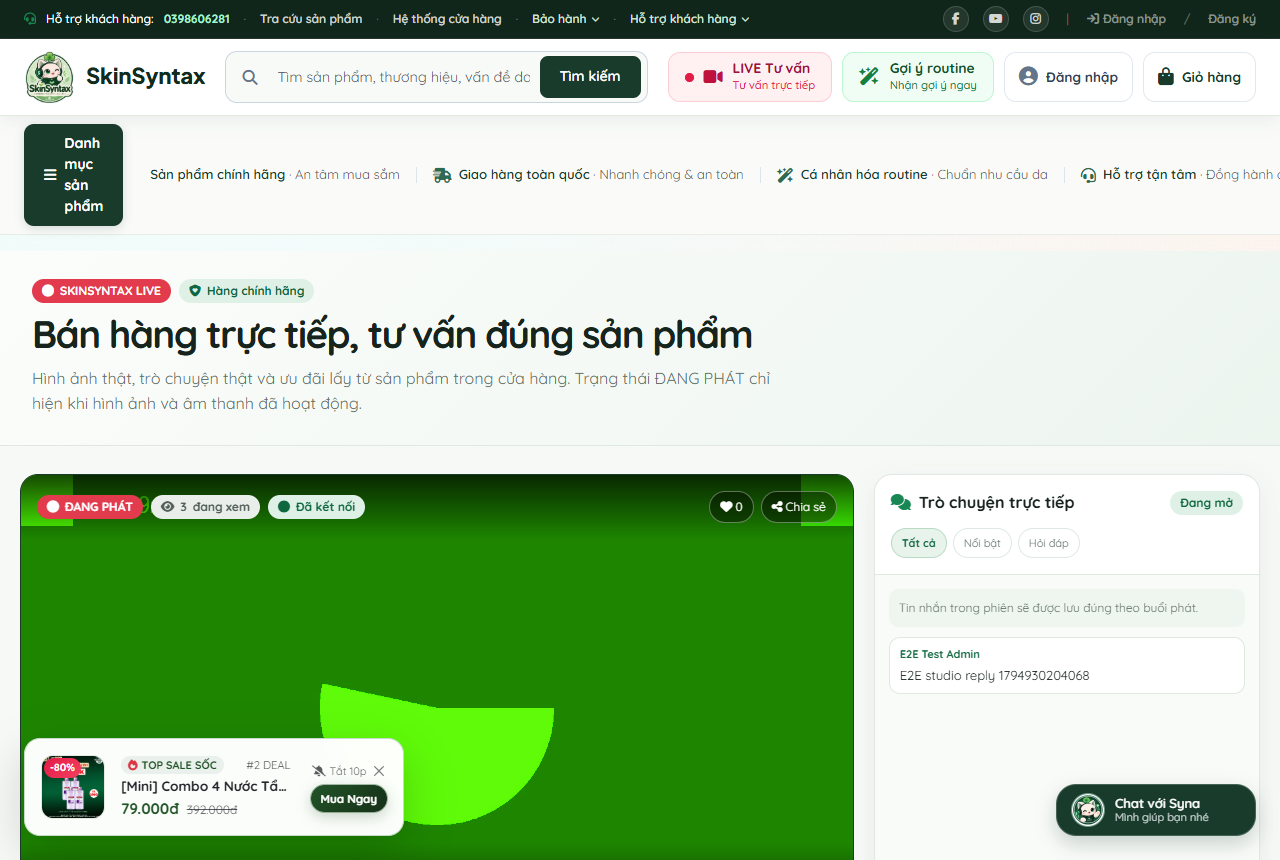 Hỗ trợ khách hàng: 0398606281 · Tra cứu sản phẩm · Hệ thống cửa hàng · Bảo hành · Hỗ trợ khách hàng | Đăng nhập / Đăng ký
SkinSyntax
SkinSyntax
Tìm sản phẩm, thương hiệu, vấn đề da
Tìm kiếm
LIVE Tư vấn
Tư vấn trực tiếp
Gợi ý routine
Nhận gợi ý ngay
Đăng nhập
Giỏ hàng
Danh
mục
sản
phẩm
Sản phẩm chính hãng · An tâm mua sắm
Giao hàng toàn quốc · Nhanh chóng & an toàn
Cá nhân hóa routine · Chuẩn nhu cầu da
Hỗ trợ tận tâm · Đồng hành
SKINSYNTAX LIVE
Hàng chính hãng
Bán hàng trực tiếp, tư vấn đúng sản phẩm
Hình ảnh thật, trò chuyện thật và ưu đãi lấy từ sản phẩm trong cửa hàng. Trạng thái ĐANG PHÁT chỉ
hiện khi hình ảnh và âm thanh đã hoạt động.
ĐANG PHÁT
3 đang xem
Đã kết nối
0
Chia sẻ
Trò chuyện trực tiếp
Đang mở
Tất cả
Nổi bật
Hỏi đáp
Tin nhắn trong phiên sẽ được lưu đúng theo buổi phát.
E2E Test Admin
E2E studio reply 1794930204068
-80%
TOP SALE SỐC
#2 DEAL
Tắt 10p
[Mini] Combo 4 Nước Tẩ...
79.000đ 392.000đ
Mua Ngay
Chat với Syna
Mình giúp bạn nhé